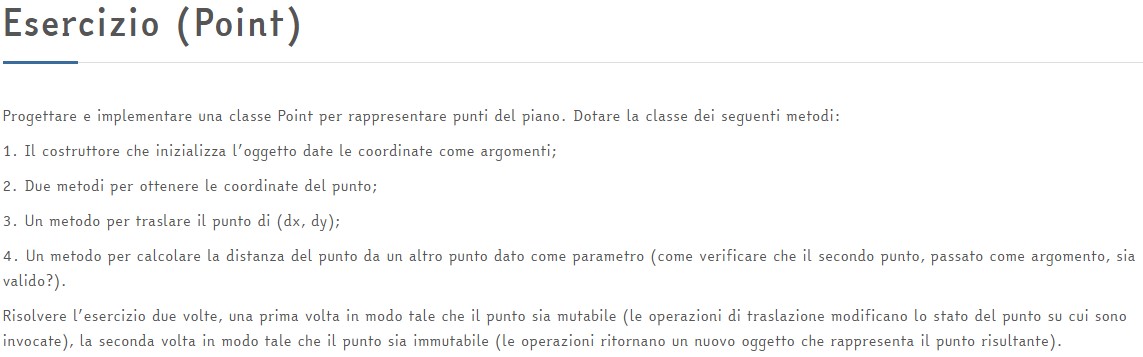 Esercizio (Point)
Progettare e implementare una classe Point per rappresentare punti del piano. Dotare la classe dei seguenti metodi:
1. Il costruttore che inizializza l'oggetto date le coordinate come argomenti;
2. Due metodi per ottenere le coordinate del punto;
3. Un metodo per traslare il punto di (dx, dy);
4. Un metodo per calcolare la distanza del punto da un altro punto dato come parametro (come verificare che il secondo punto, passato come argomento, sia
valido?).
Risolvere l'esercizio due volte, una prima volta in modo tale che il punto sia mutabile (le operazioni di traslazione modificano lo stato del punto su cui sono
invocate), la seconda volta in modo tale che il punto sia immutabile (le operazioni ritornano un nuovo oggetto che rappresenta il punto risultante).